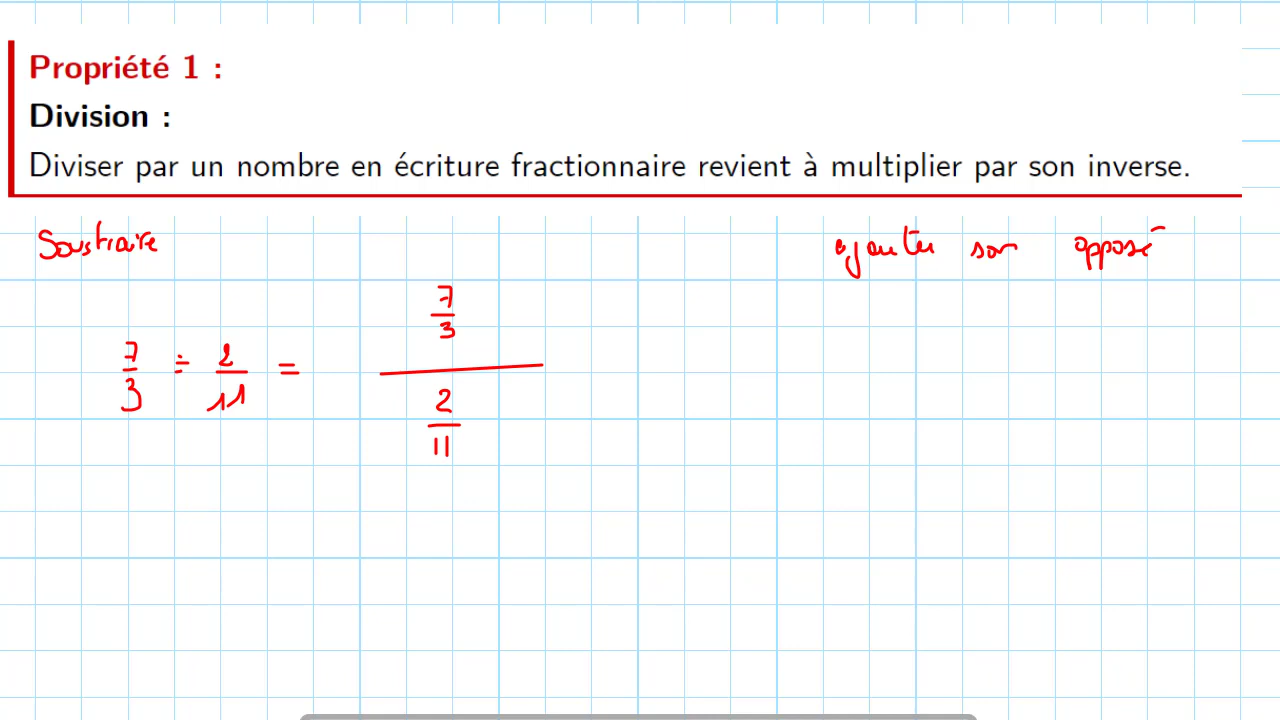 Propriété 1 :
Division :
Diviser par un nombre en écriture fractionnaire revient à multiplier par son inverse.
Soustraire ajouter son opposé
7/3 ÷ 2/11 = (7/3)/(2/11)